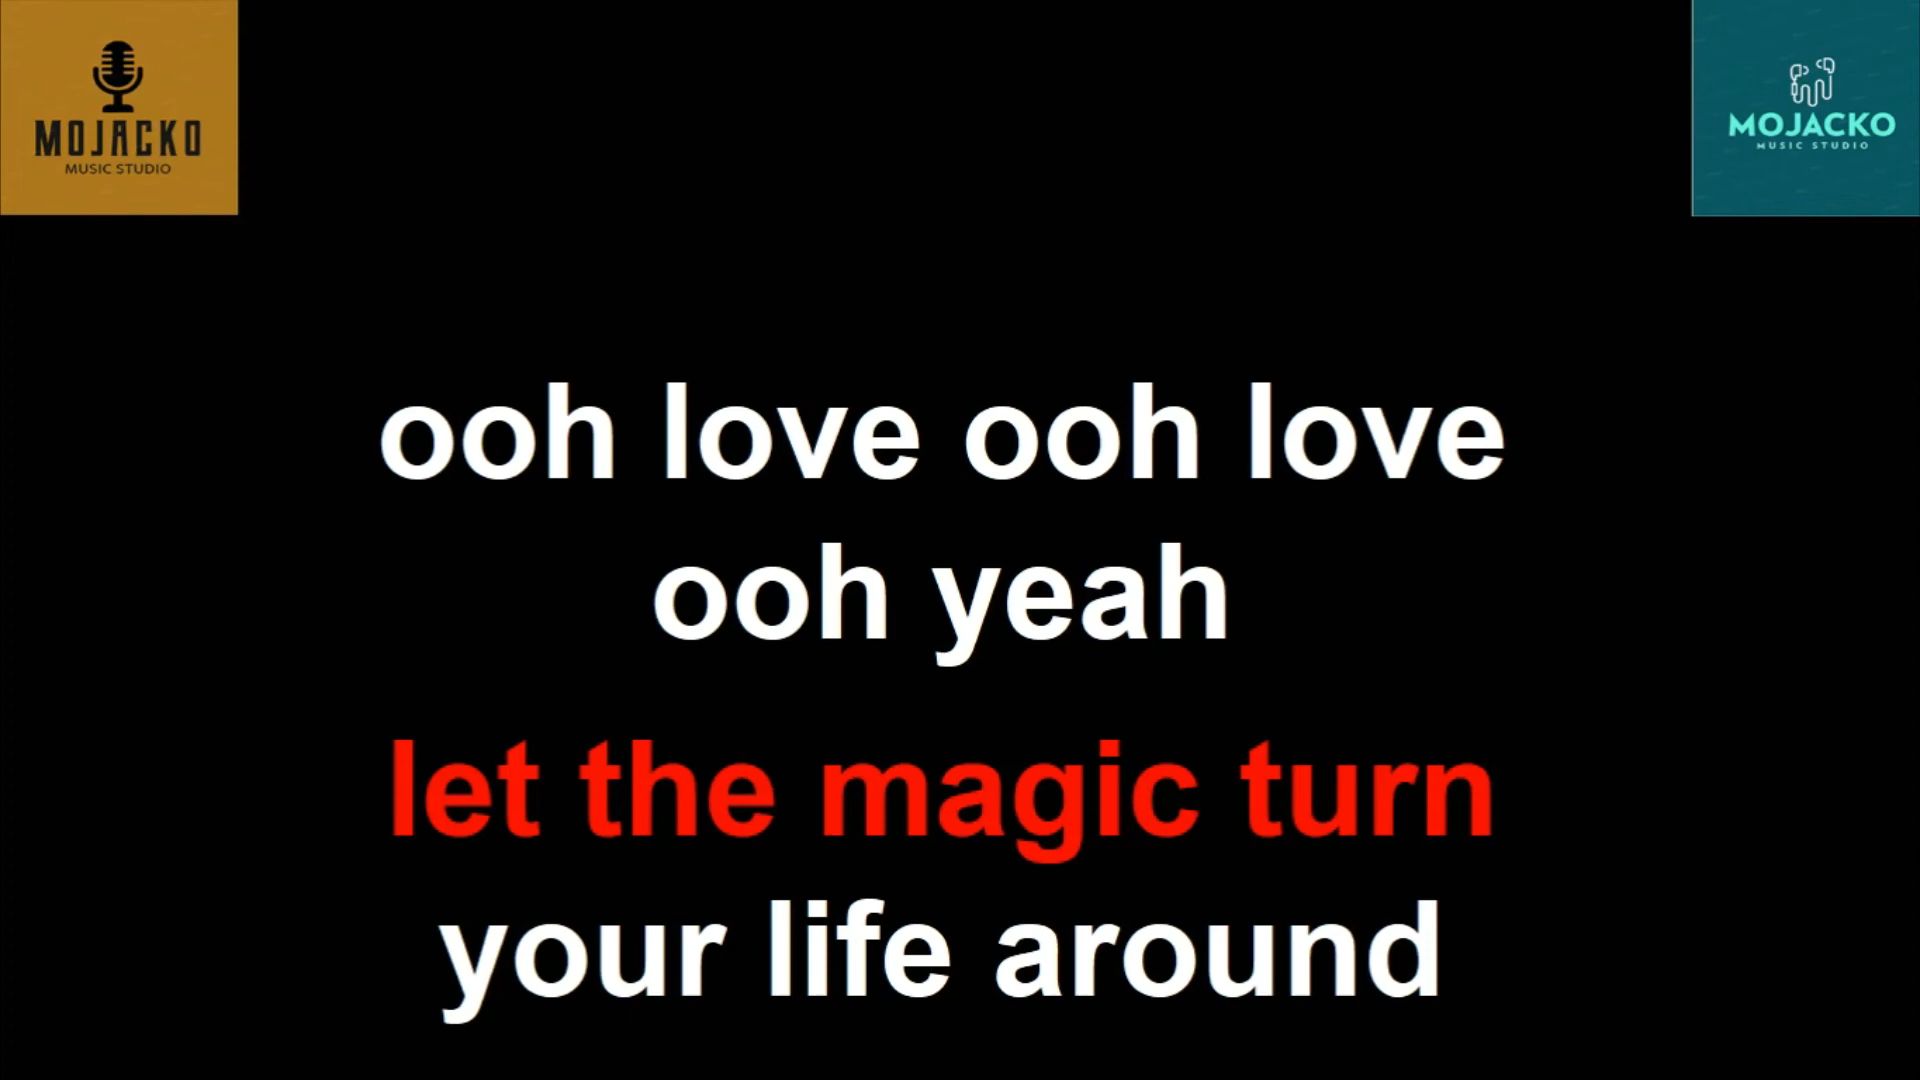 MOJACKO
MUSIC STUDIO
MOJACKO
MUSIC STUDIO
ooh love ooh love
ooh yeah
let the magic turn
your life around